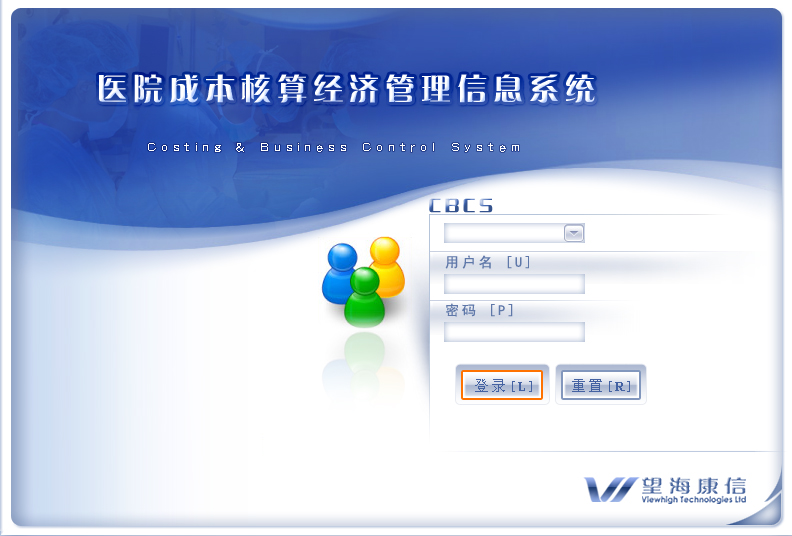 医院成本核算经济管理信息系统
Costing & Business Control System
CBCS
用户名 [U]
密码 [P]
登录[L] 重置[R]
望海康信
Viewhigh Technologies Ltd